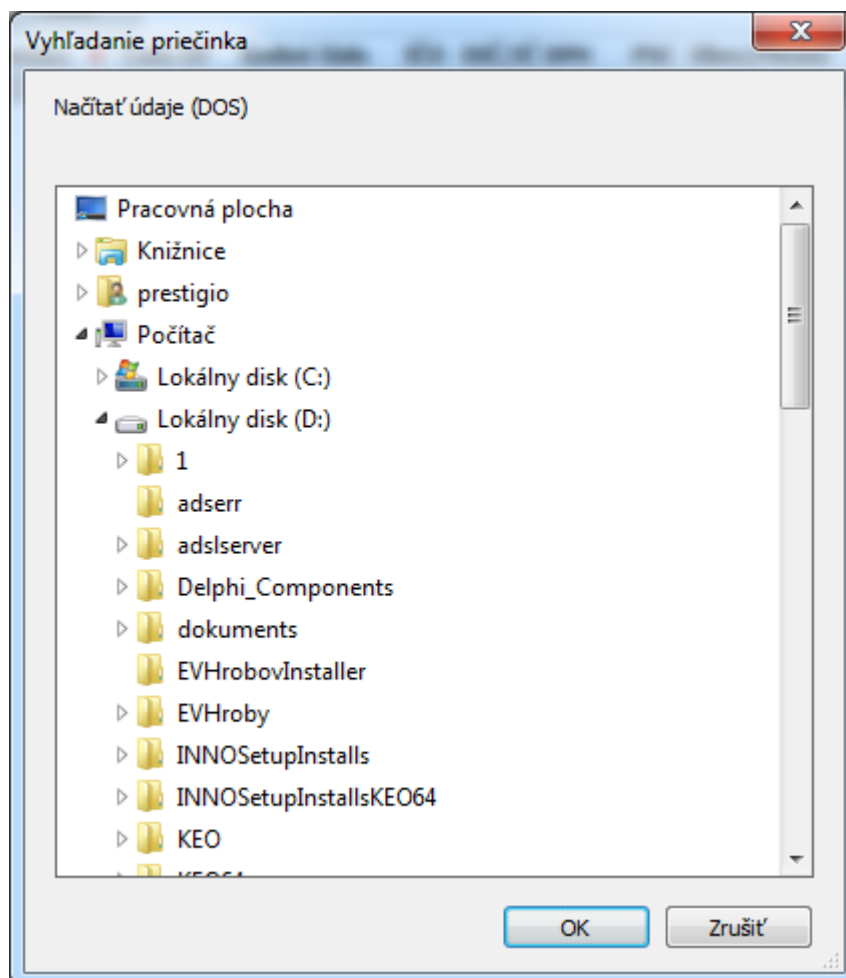 Vyhľadanie priečinka
Načítať údaje (DOS)
Pracovná plocha
Knižnice
prestigio
Počítač
Lokálny disk (C:)
Lokálny disk (D:)
1
adserr
adslserver
Delphi_Components
dokuments
EVHrobovInstaller
EVHroby
INNOSetupInstalls
INNOSetupInstallsKEO64
KEO
KEO64
OK Zrušiť